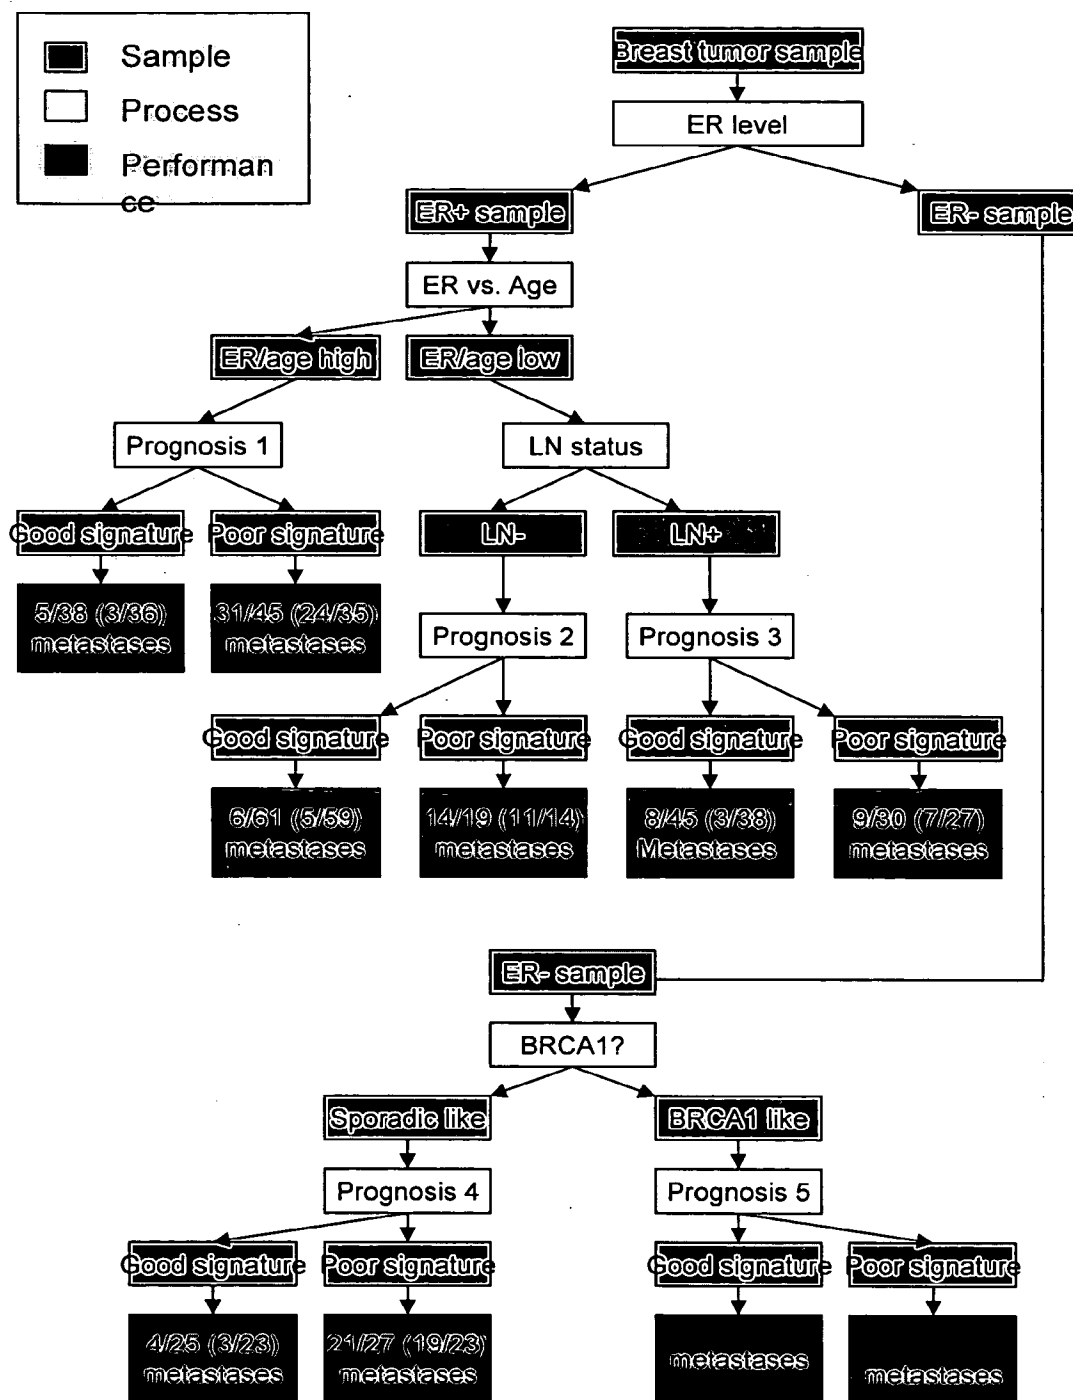 Sample
Process
Performan
ce
Breast tumor sample
ER level
ER+ sample
ER- sample
ER vs. Age
ER/age high
ER/age low
Prognosis 1
LN status
Good signature
Poor signature
LN-
LN+
5/38 (3/36)
metastases
31/45 (24/35)
metastases
Prognosis 2
Prognosis 3
Good signature
Poor signature
Good signature
Poor signature
6/61 (5/59)
metastases
14/19 (11/14)
metastases
8/45 (3/38)
Metastases
9/30 (7/27)
metastases
ER- sample
BRCA1?
Sporadic like
BRCA1 like
Prognosis 4
Prognosis 5
Good signature
Poor signature
Good signature
Poor signature
4/25 (3/23)
metastases
21/27 (19/23)
metastases
metastases
metastases